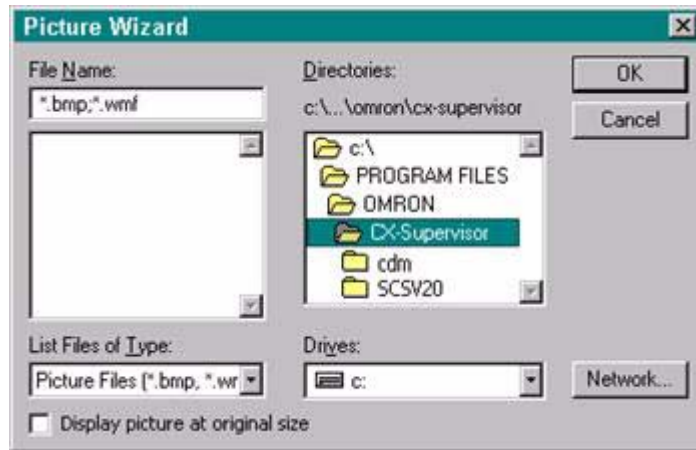 Picture Wizard
File Name:
*.bmp;*.wmf
Directories:
c:\...\omron\cx-supervisor
c:\
PROGRAM FILES
OMRON
CX-Supervisor
cdm
SCSV20
OK
Cancel
List Files of Type:
Picture Files (*.bmp, *.wr
Drives:
c:
Network...
Display picture at original size